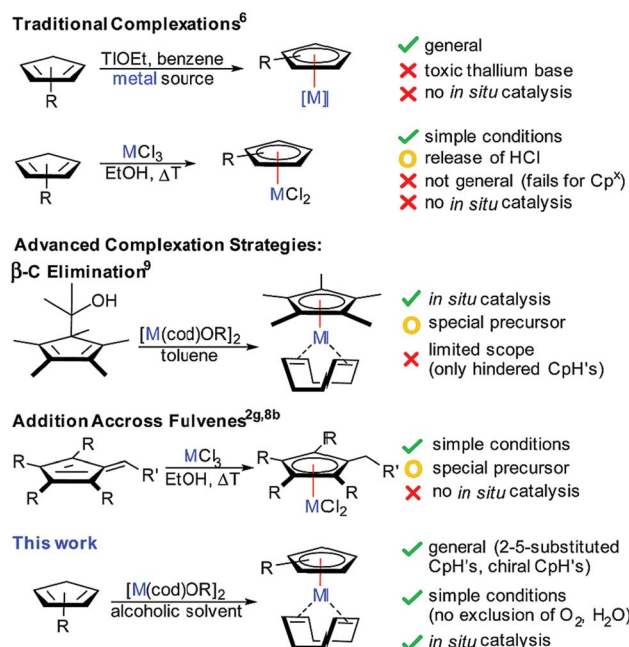 Traditional Complexations6
TlOEt, benzene
metal source
R
R
[M]]
general
toxic thallium base
no in situ catalysis
MCl3
EtOH, ΔT
R
R
MCl2
simple conditions
release of HCl
not general (fails for Cpx)
no in situ catalysis
Advanced Complexation Strategies:
β-C Elimination9
OH
[M(cod)OR]2
toluene
MI
in situ catalysis
special precursor
limited scope
(only hindered CpH's)
Addition Accross Fulvenes2g,8b
R
R
R
R
R'
MCl3
EtOH, ΔT
R
R
R
R
R'
MCl2
simple conditions
special precursor
no in situ catalysis
This work
R
[M(cod)OR]2
alcoholic solvent
R
MI
general (2-5-substituted
CpH's, chiral CpH's)
simple conditions
(no exclusion of O2, H2O)
in situ catalysis